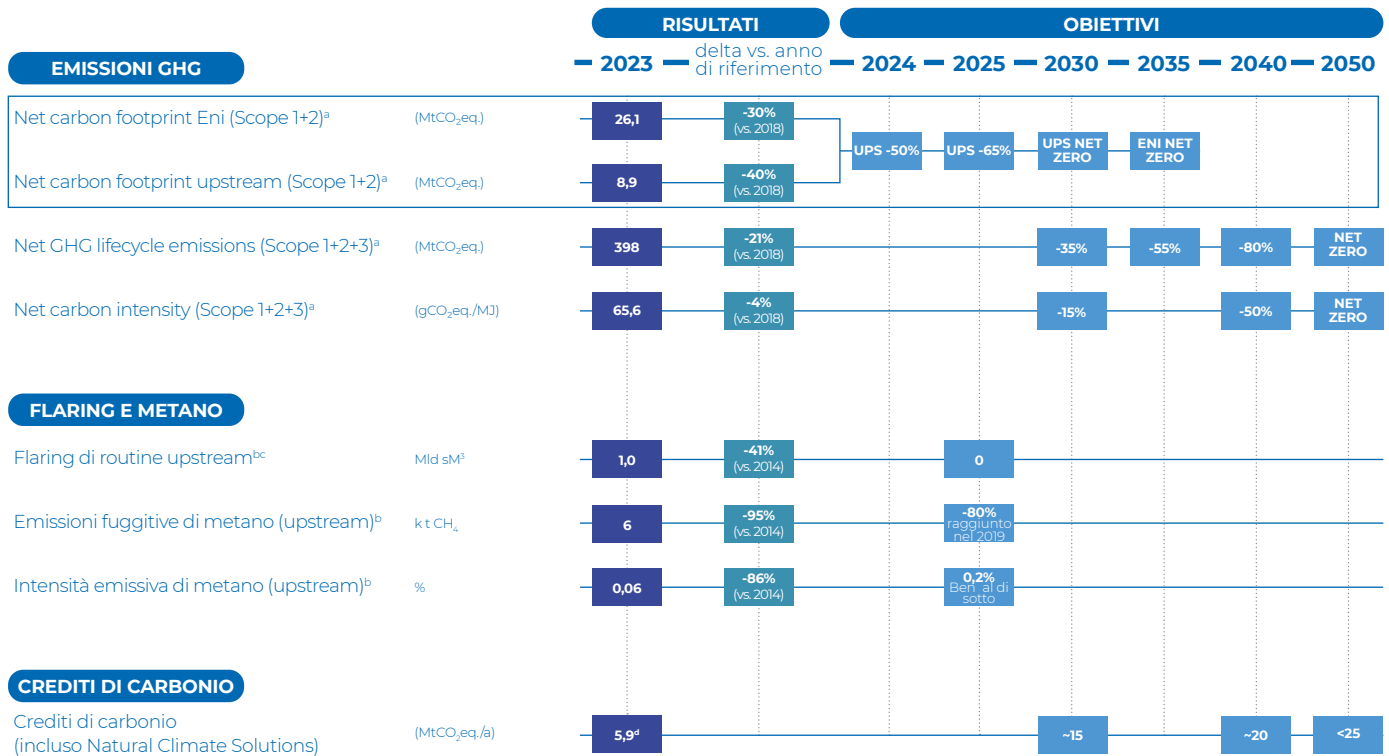 RISULTATI
OBIETTIVI
EMISSIONI GHG
2023
delta vs. anno
di riferimento
2024
2025
2030
2035
2040
2050
Net carbon footprint Eni (Scope 1+2)ᵃ
(MtCO₂eq.)
26,1
-30%
(vs. 2018)
UPS -50%
UPS -65%
UPS NET
ZERO
ENI NET
ZERO
Net carbon footprint upstream (Scope 1+2)ᵃ
(MtCO₂eq.)
8,9
-40%
(vs. 2018)
Net GHG lifecycle emissions (Scope 1+2+3)ᵃ
(MtCO₂eq.)
398
-21%
(vs. 2018)
-35%
-55%
-80%
NET
ZERO
Net carbon intensity (Scope 1+2+3)ᵃ
(gCO₂eq./MJ)
65,6
-4%
(vs. 2018)
-15%
-50%
NET
ZERO
FLARING E METANO
Flaring di routine upstreamᵇᶜ
Mld sM³
1,0
-41%
(vs. 2014)
0
Emissioni fuggitive di metano (upstream)ᵇ
k t CH₄
6
-95%
(vs. 2014)
-80%
raggiunto
nel 2019
Intensità emissiva di metano (upstream)ᵇ
%
0,06
-86%
(vs. 2014)
0,2%
Ben al di
sotto
CREDITI DI CARBONIO
Crediti di carbonio
(incluso Natural Climate Solutions)
(MtCO₂eq./a)
5,9ᵈ
~15
~20
<25